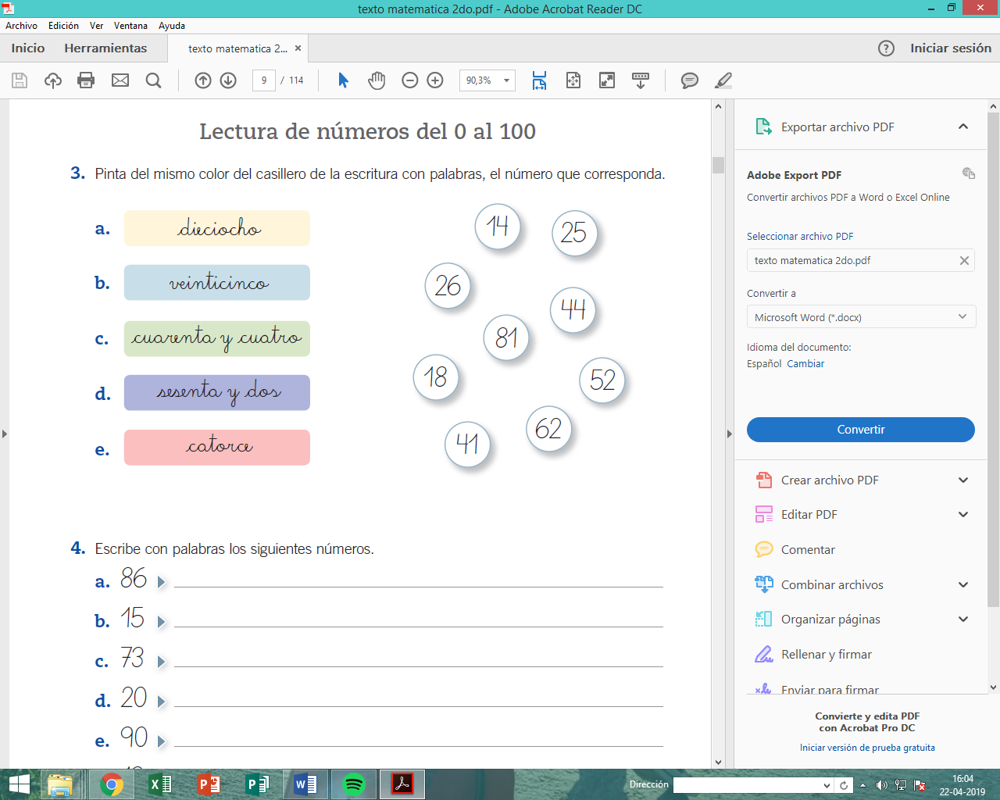 texto matematica 2do.pdf - Adobe Acrobat Reader DC
Archivo Edición Ver Ventana Ayuda
Inicio Herramientas texto matematica 2... × Iniciar sesión
9 / 114 90,3%
Lectura de números del 0 al 100
3. Pinta del mismo color del casillero de la escritura con palabras, el número que corresponda.
a. dieciocho
b. veinticinco
c. cuarenta y cuatro
d. sesenta y dos
e. catorce
14
25
26
44
81
18
52
62
41
4. Escribe con palabras los siguientes números.
a. 86
b. 15
c. 73
d. 20
e. 90
Exportar archivo PDF
Adobe Export PDF
Convertir archivos PDF a Word o Excel Online
Seleccionar archivo PDF
texto matematica 2do.pdf
Convertir a
Microsoft Word (*.docx)
Idioma del documento:
Español Cambiar
Convertir
Crear archivo PDF
Editar PDF
Comentar
Combinar archivos
Organizar páginas
Rellenar y firmar
Enviar para firmar
Convierte y edita PDF
con Acrobat Pro DC
Iniciar versión de prueba gratuita
Dirección
16:04
22-04-2019